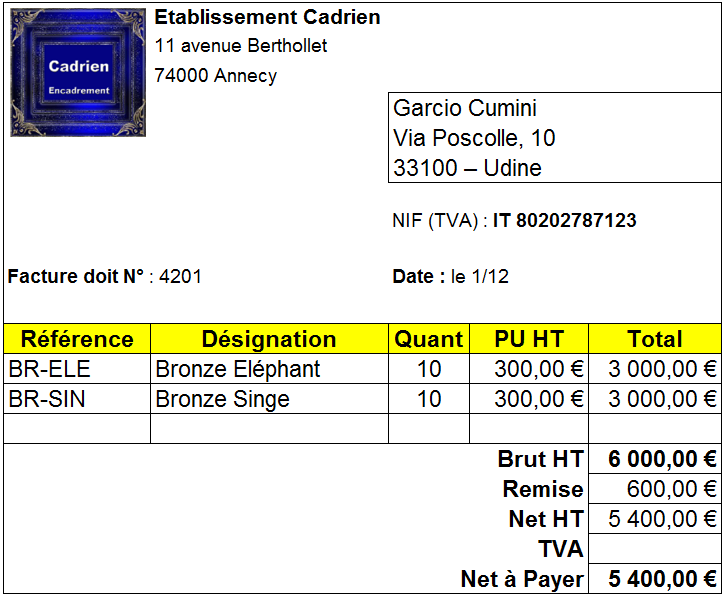 Cadrien
Encadrement
Etablissement Cadrien
11 avenue Berthollet
74000 Annecy
Garcio Cumini
Via Poscolle, 10
33100 – Udine
NIF (TVA) : IT 80202787123
Facture doit N° : 4201 Date : le 1/12
Référence Désignation Quant PU HT Total
BR-ELE Bronze Eléphant 10 300,00 € 3 000,00 €
BR-SIN Bronze Singe 10 300,00 € 3 000,00 €
Brut HT 6 000,00 €
Remise 600,00 €
Net HT 5 400,00 €
TVA
Net à Payer 5 400,00 €